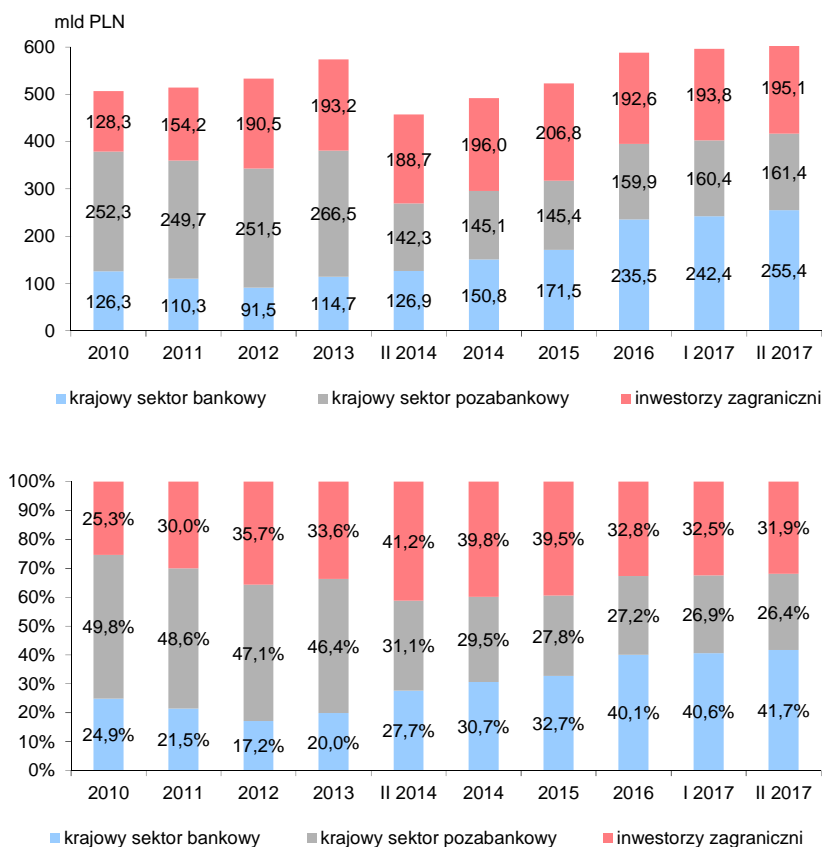 mld PLN
600
500
400
300
200
100
0
128,3 154,2 190,5 193,2 188,7 196,0 206,8 192,6 193,8 195,1
252,3 249,7 251,5 266,5 142,3 145,1 145,4 159,9 160,4 161,4
126,3 110,3 91,5 114,7 126,9 150,8 171,5 235,5 242,4 255,4
2010 2011 2012 2013 II 2014 2014 2015 2016 I 2017 II 2017
krajowy sektor bankowy krajowy sektor pozabankowy inwestorzy zagraniczni
100%
90%
80%
70%
60%
50%
40%
30%
20%
10%
0%
25,3% 30,0% 35,7% 33,6% 41,2% 39,8% 39,5% 32,8% 32,5% 31,9%
49,8% 48,6% 47,1% 46,4% 31,1% 29,5% 27,8% 27,2% 26,9% 26,4%
24,9% 21,5% 17,2% 20,0% 27,7% 30,7% 32,7% 40,1% 40,6% 41,7%
2010 2011 2012 2013 II 2014 2014 2015 2016 I 2017 II 2017
krajowy sektor bankowy krajowy sektor pozabankowy inwestorzy zagraniczni